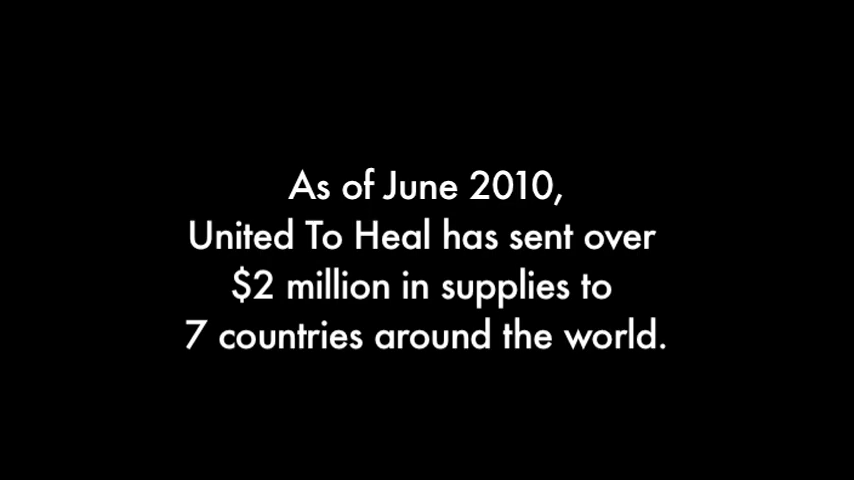 As of June 2010,
United To Heal has sent over
$2 million in supplies to
7 countries around the world.